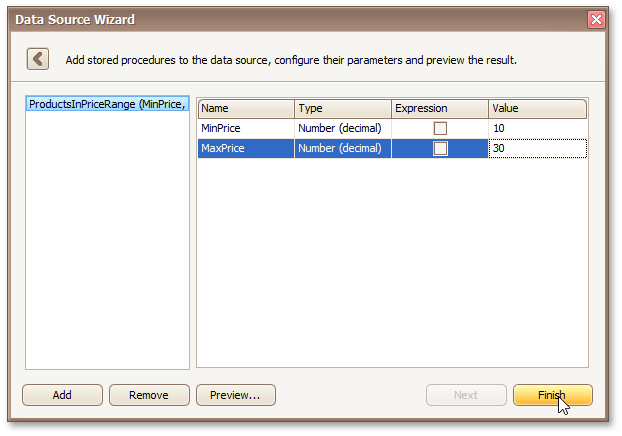 Data Source Wizard
Add stored procedures to the data source, configure their parameters and preview the result.
ProductsInPriceRange (MinPrice,
Name Type Expression Value
MinPrice Number (decimal) 10
MaxPrice Number (decimal) 30
Add Remove Preview... Next Finish